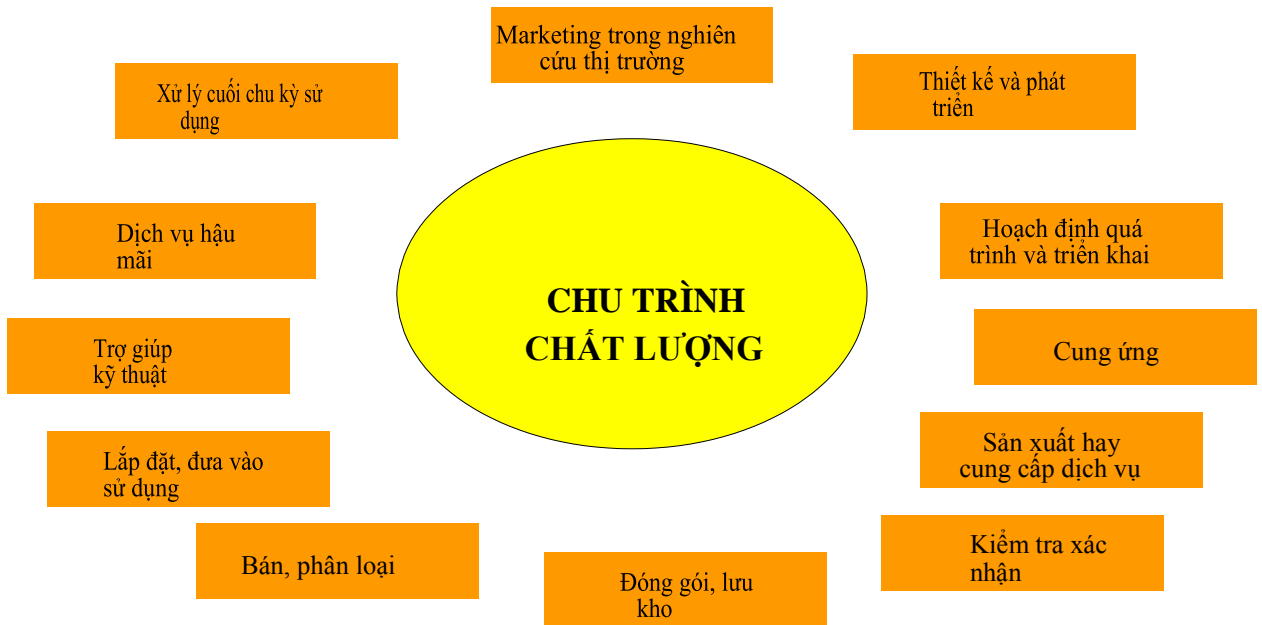 Marketing trong nghiên
cứu thị trường
Thiết kế và phát
triển
Xử lý cuối chu kỳ sử
dụng
Hoạch định quá
trình và triển khai
Dịch vụ hậu
mãi
CHU TRÌNH
CHẤT LƯỢNG
Cung ứng
Trợ giúp
kỹ thuật
Sản xuất hay
cung cấp dịch vụ
Lắp đặt, đưa vào
sử dụng
Kiểm tra xác
nhận
Bán, phân loại
Đóng gói, lưu
kho